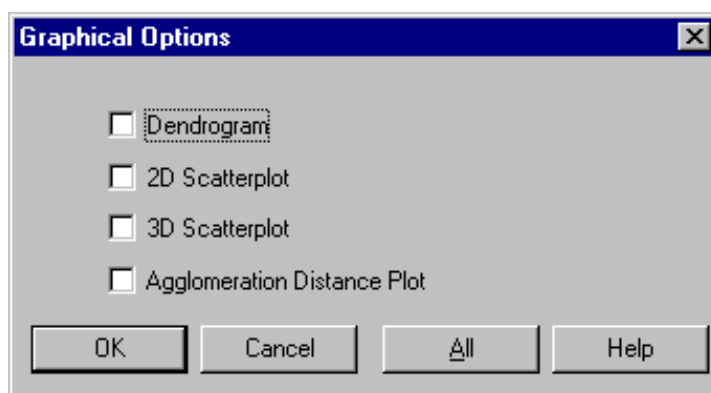 Graphical Options
Dendrogram
2D Scatterplot
3D Scatterplot
Agglomeration Distance Plot
OK Cancel All Help